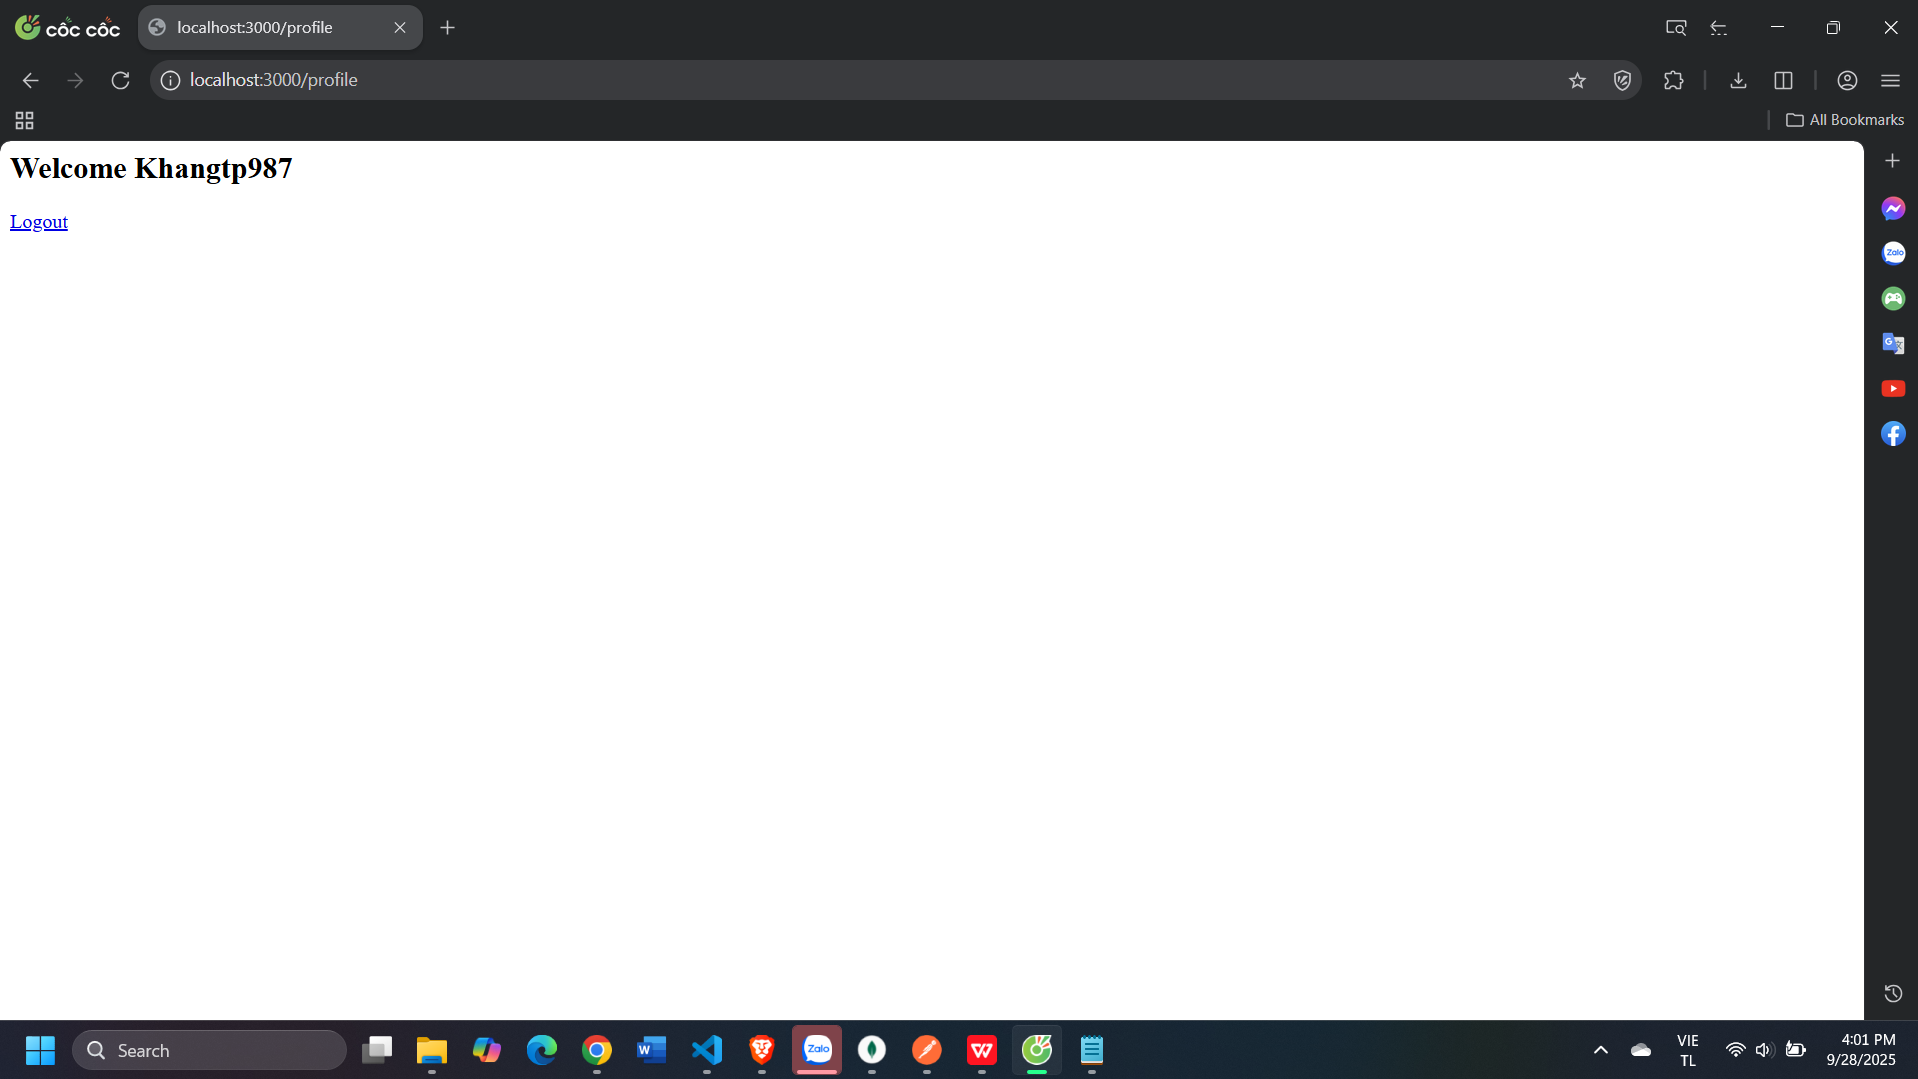 cốc cốc
localhost:3000/profile
localhost:3000/profile
All Bookmarks
Welcome Khangtp987
Logout
Zalo
Search
Zalo
VIE
TL
4:01 PM
9/28/2025